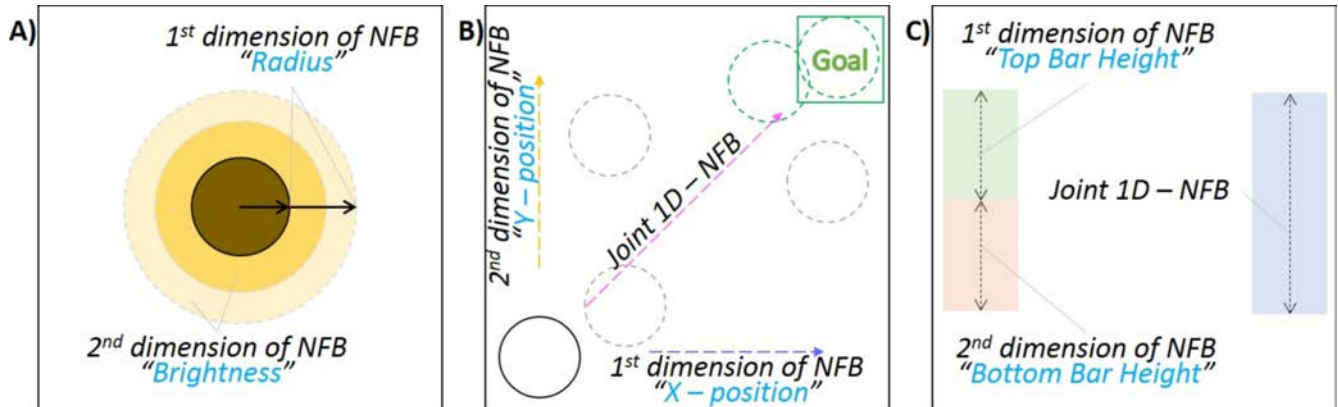 A)
1st dimension of NFB
“Radius”
2nd dimension of NFB
“Brightness”
B)
2nd dimension of NFB
“Y – position”
Joint 1D – NFB
Goal
1st dimension of NFB
“X – position”
C)
1st dimension of NFB
“Top Bar Height”
Joint 1D – NFB
2nd dimension of NFB
“Bottom Bar Height”